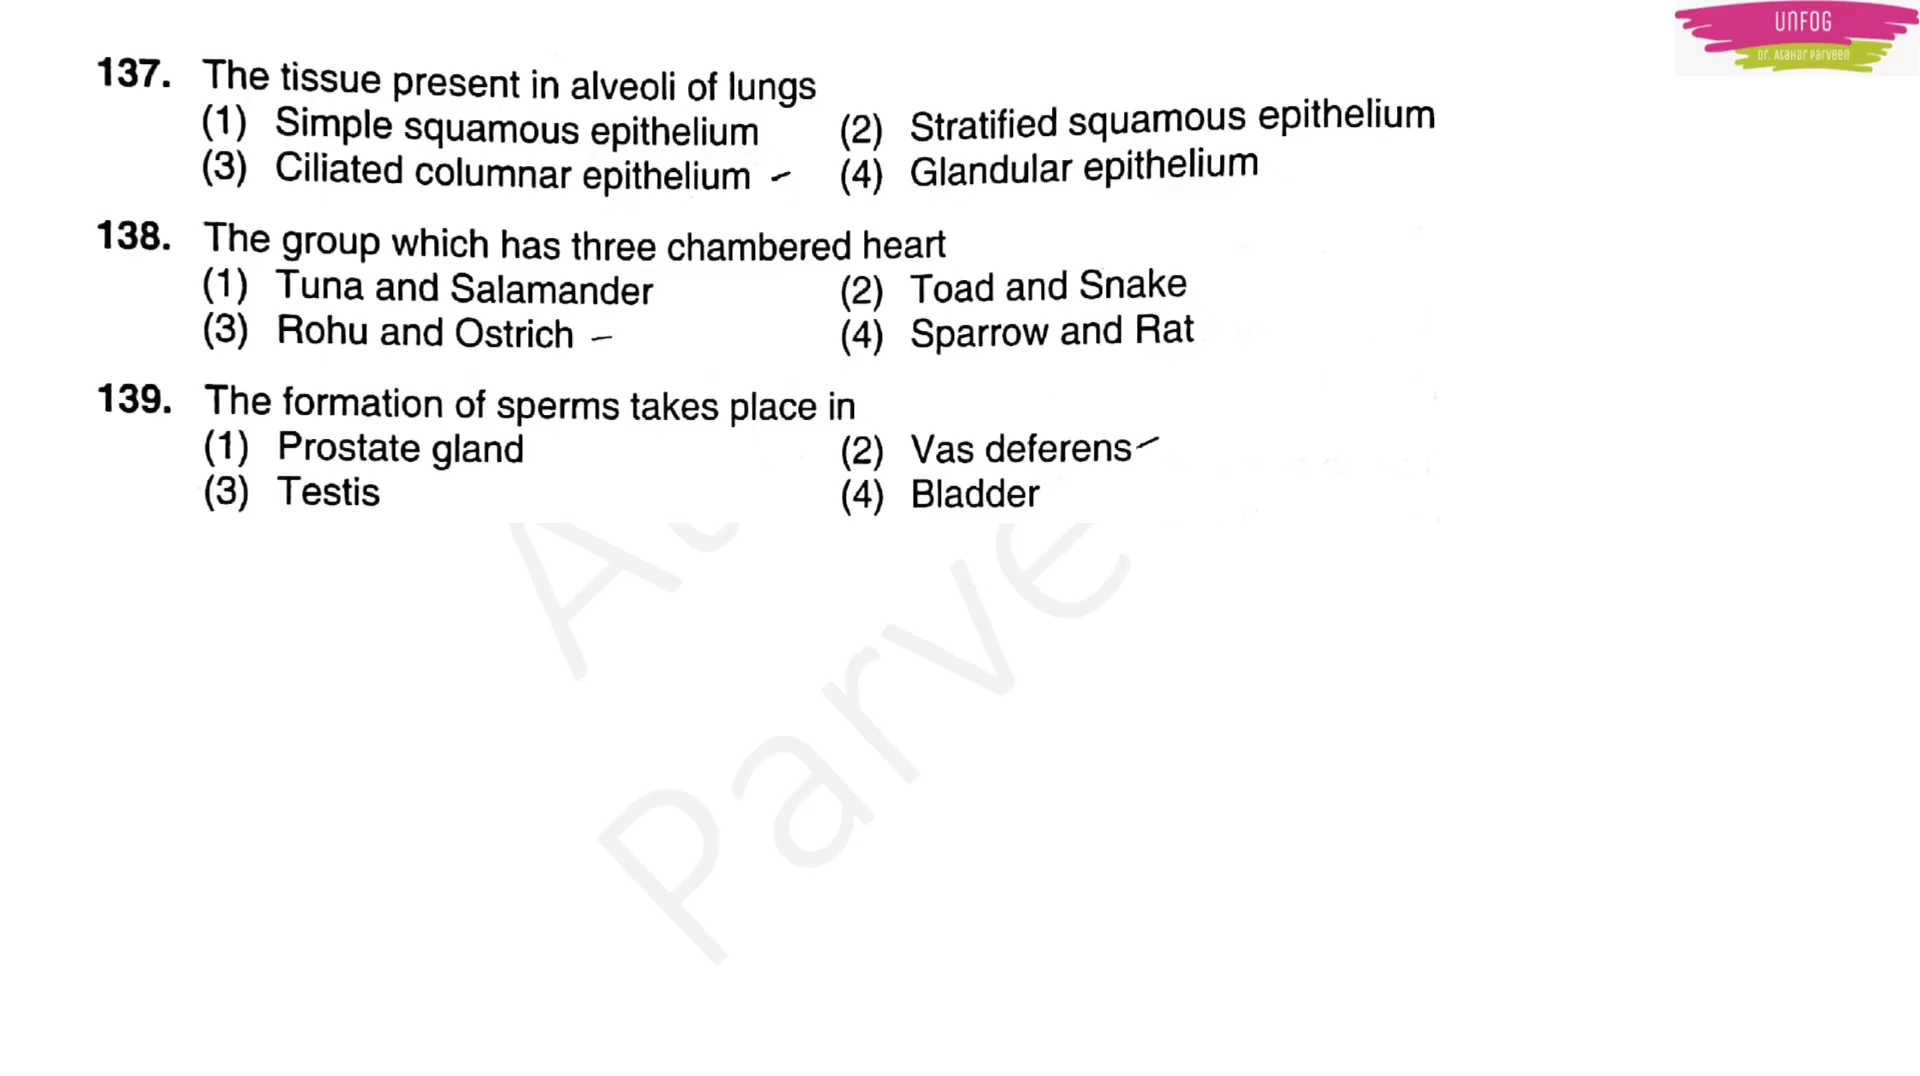 UNFOG
Dr. Atahar Parveen
137. The tissue present in alveoli of lungs
(1) Simple squamous epithelium (2) Stratified squamous epithelium
(3) Ciliated columnar epithelium (4) Glandular epithelium
138. The group which has three chambered heart
(1) Tuna and Salamander (2) Toad and Snake
(3) Rohu and Ostrich (4) Sparrow and Rat
139. The formation of sperms takes place in
(1) Prostate gland (2) Vas deferens
(3) Testis (4) Bladder